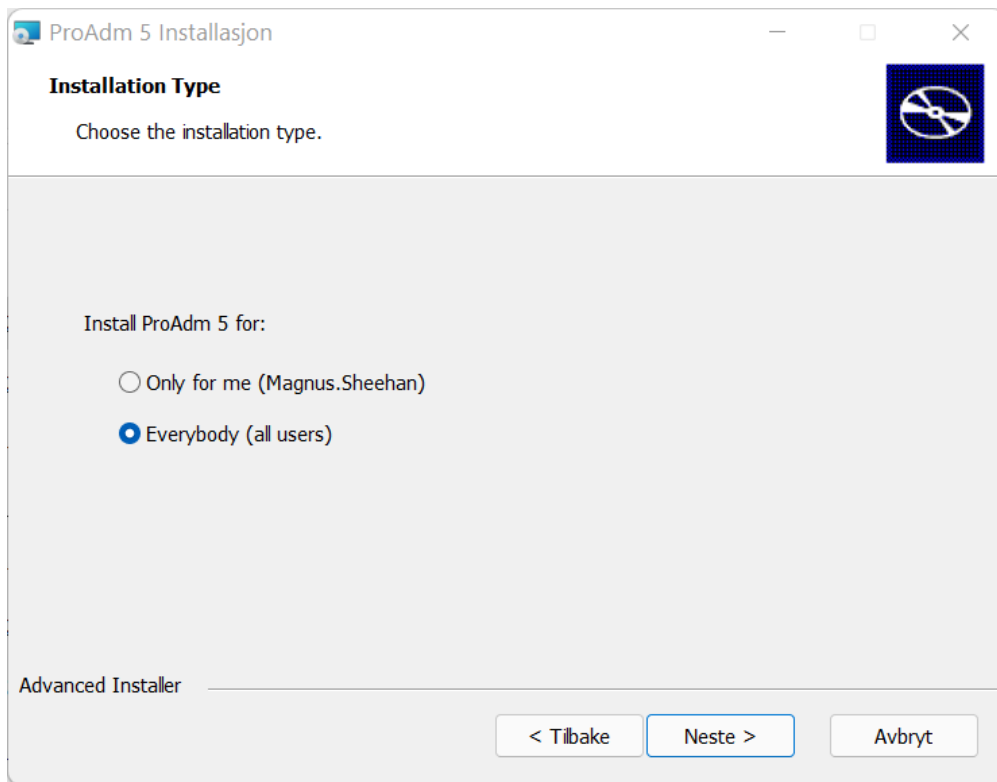 ProAdm 5 Installasjon
Installation Type
Choose the installation type.
Install ProAdm 5 for:
Only for me (Magnus.Sheehan)
Everybody (all users)
Advanced Installer
< Tilbake
Neste >
Avbryt